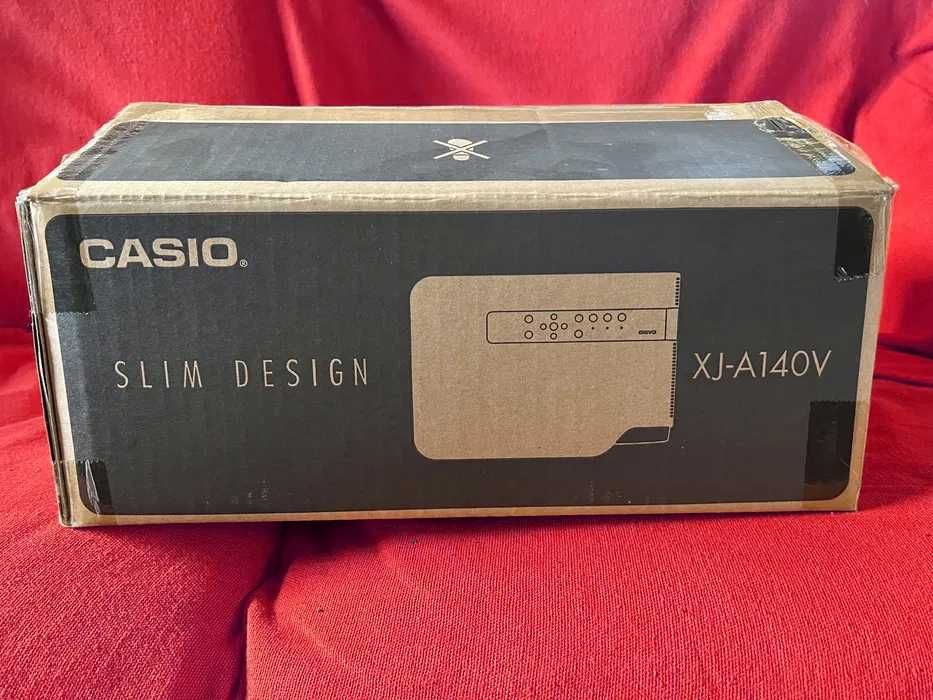 CASIO®
SLIM DESIGN
XJ-A140V